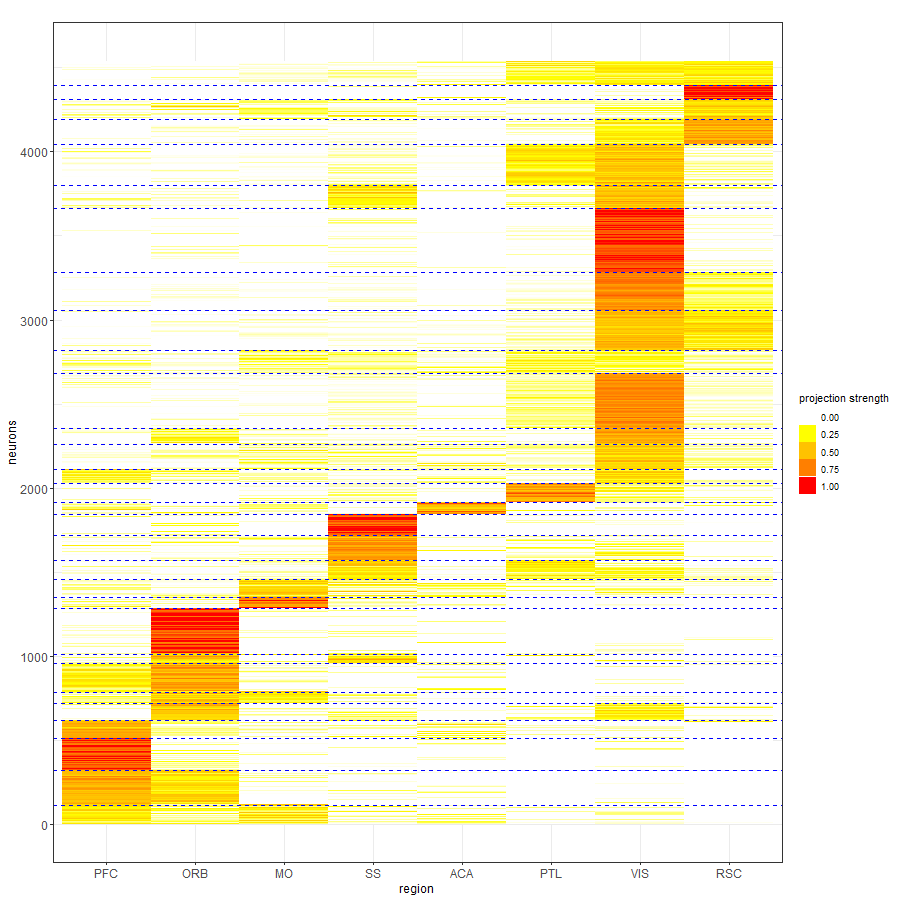 neurons
4000
3000
2000
1000
0
PFC ORB MO SS ACA PTL VIS RSC
region
projection strength
0.00
0.25
0.50
0.75
1.00